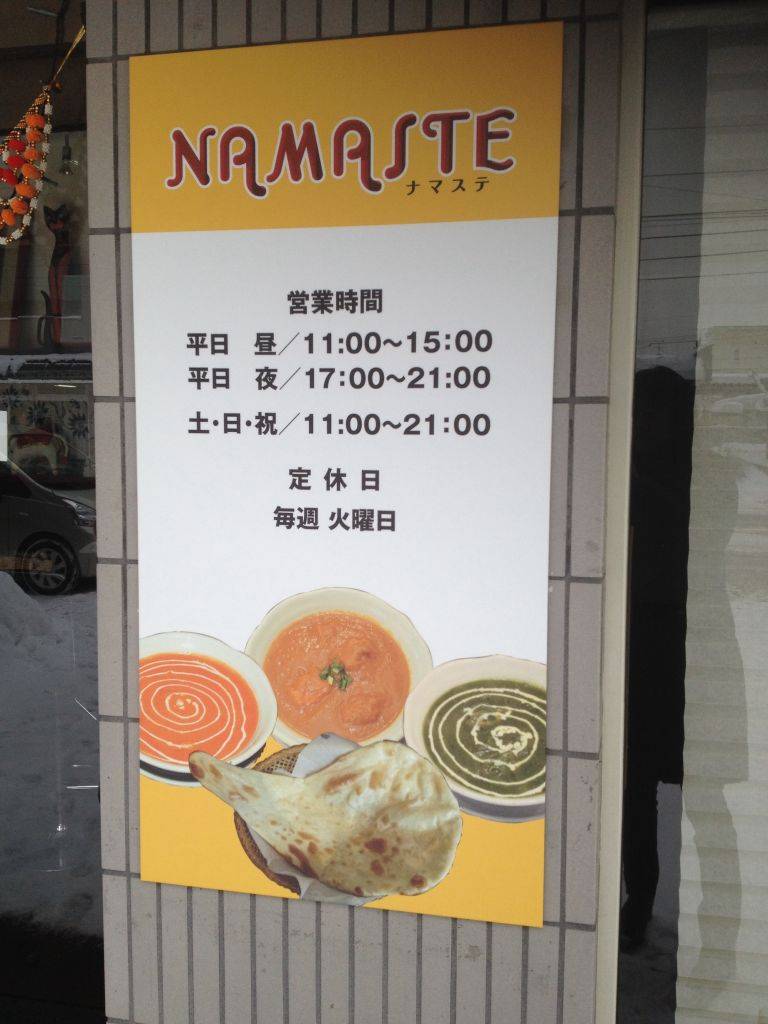 NAMASTE
ナマステ
営業時間
平日 昼／11:00～15:00
平日 夜／17:00～21:00
土・日・祝／11:00～21:00
定休日
毎週 火曜日